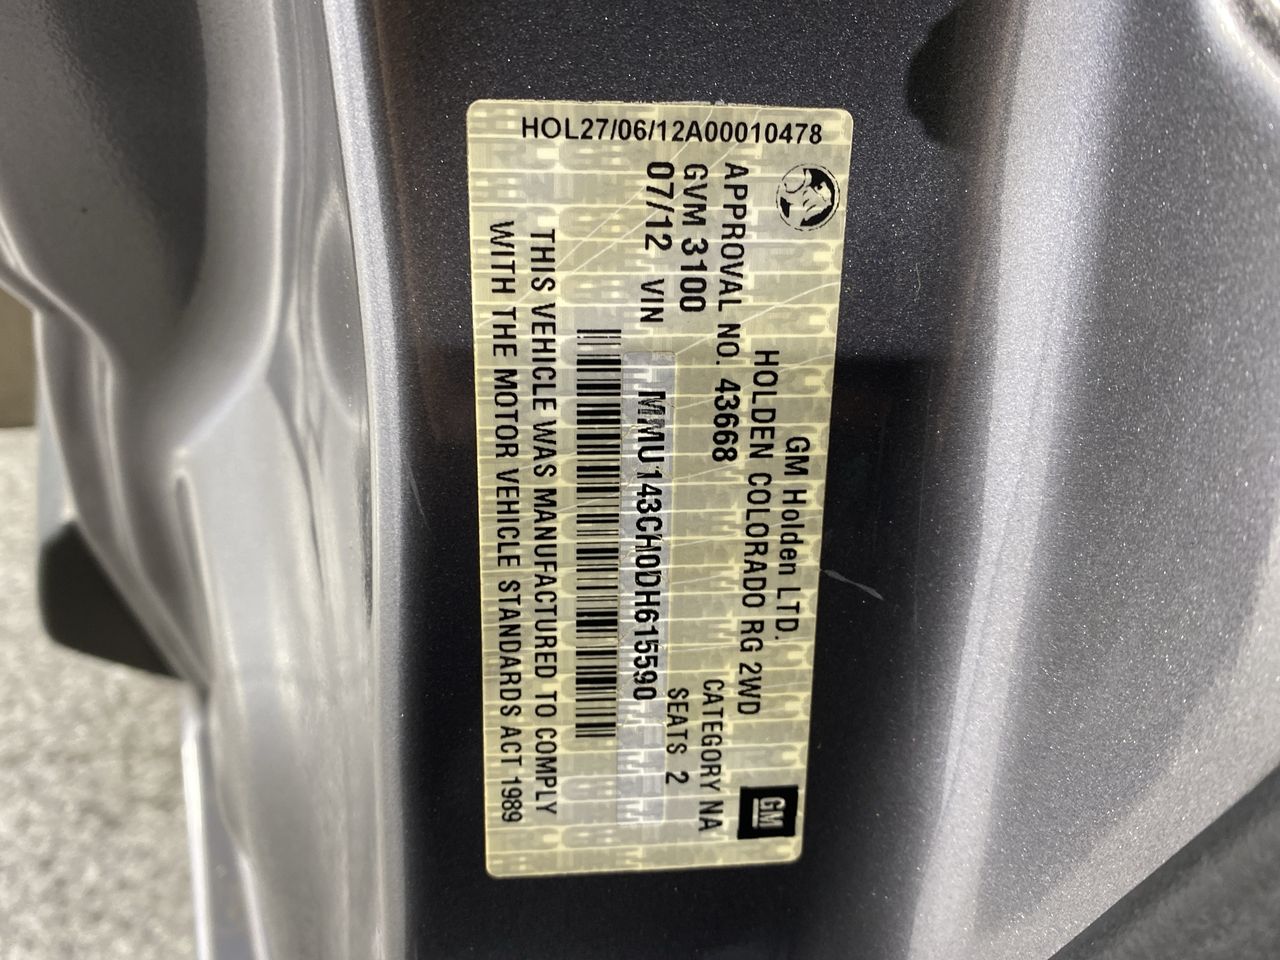 HOL27/06/12A00010478
GM Holden LTD.
HOLDEN COLORADO RG 2WD
APPROVAL NO. 43668 CATEGORY NA
GVM 3100 SEATS 2
07/12 VIN MMU143CH0DH615590
THIS VEHICLE WAS MANUFACTURED TO COMPLY
WITH THE MOTOR VEHICLE STANDARDS ACT 1989
GM